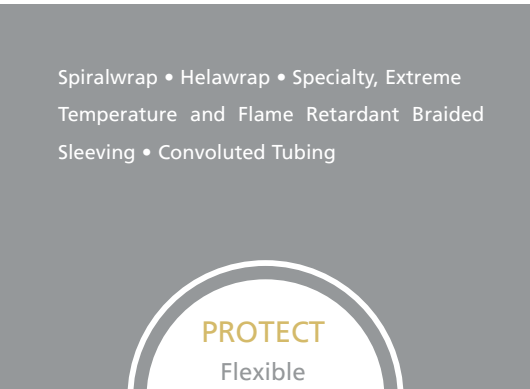 Spiralwrap • Helawrap • Specialty, Extreme
Temperature and Flame Retardant Braided
Sleeving • Convoluted Tubing
PROTECT
Flexible